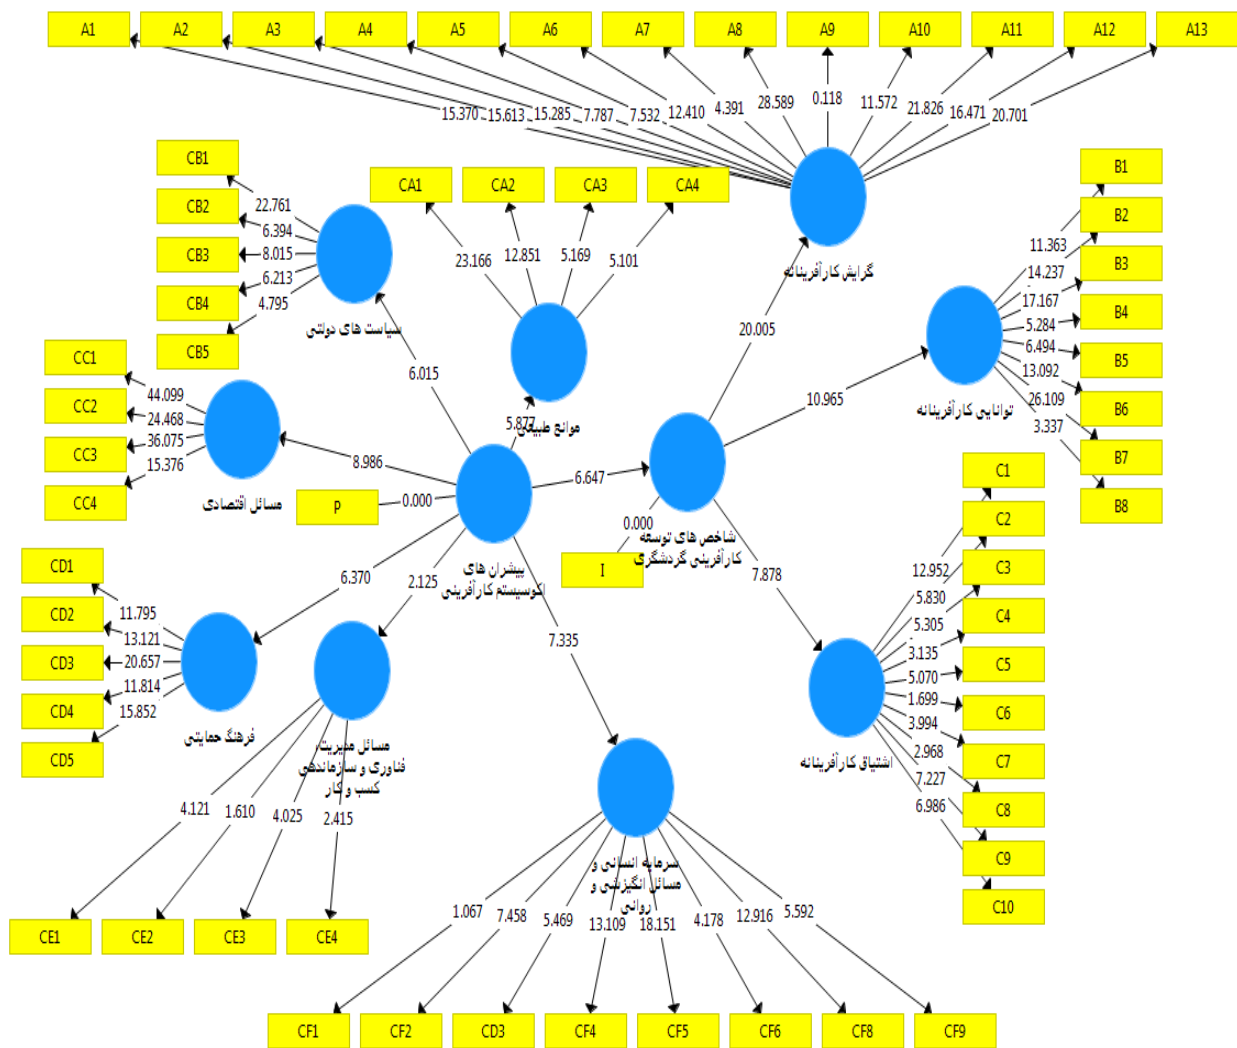 A1 A2 A3 A4 A5 A6 A7 A8 A9 A10 A11 A12 A13
15.370 15.613 15.285 7.787 7.532 12.410 4.391 28.589 0.118 11.572 21.826 16.471 20.701
گرایش کارآفرینانه
CB1
CB2
CB3
CB4
CB5
22.761
6.394
8.015
6.213
4.795
سیاست های دولتی
CA1 CA2 CA3 CA4
23.166 12.851 5.169 5.101
موانع طبیعی
B1
B2
B3
B4
B5
B6
B7
B8
11.363
14.237
17.167
5.284
6.494
13.092
26.109
3.337
توانایی کارآفرینانه
20.005
10.965
6.015
5.877
8.986
6.647
CC1
CC2
CC3
CC4
44.099
24.468
36.075
15.376
مسائل اقتصادی
P
0.000
پیشران های
اکوسیستم کارآفرینی
0.000
I
شاخص های توسعه
کارآفرینی گردشگری
7.878
6.370
2.125
7.335
C1
C2
C3
C4
C5
C6
C7
C8
C9
C10
12.952
5.830
5.305
3.135
5.070
1.699
3.994
2.968
7.227
6.986
اشتیاق کارآفرینانه
CD1
CD2
CD3
CD4
CD5
11.795
13.121
20.657
11.814
15.852
فرهنگ حمایتی
مسائل مدیریت،
فناوری و سازماندهی
کسب و کار
4.121 1.610 4.025 2.415
CE1 CE2 CE3 CE4
سرمایه انسانی و
مسائل انگیزشی و
روانی
1.067 7.458 5.469 13.109 18.151 4.178 12.916 5.592
CF1 CF2 CD3 CF4 CF5 CF6 CF8 CF9